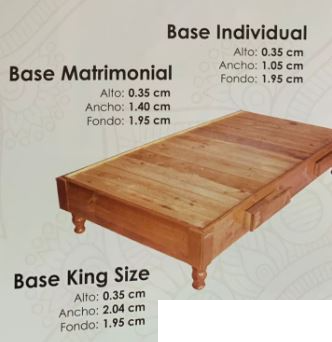 Base Individual
Alto: 0.35 cm
Ancho: 1.05 cm
Fondo: 1.95 cm
Base Matrimonial
Alto: 0.35 cm
Ancho: 1.40 cm
Fondo: 1.95 cm
Base King Size
Alto: 0.35 cm
Ancho: 2.04 cm
Fondo: 1.95 cm